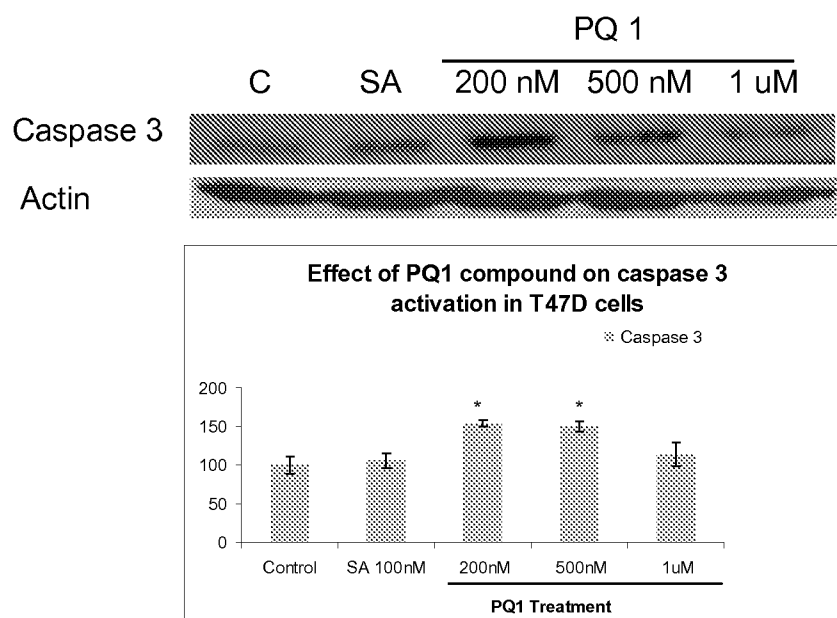 PQ 1
C SA 200 nM 500 nM 1 uM
Caspase 3
Actin
Effect of PQ1 compound on caspase 3
activation in T47D cells
Caspase 3
200
150
100
50
0
* *
Control SA 100nM 200nM 500nM 1uM
PQ1 Treatment